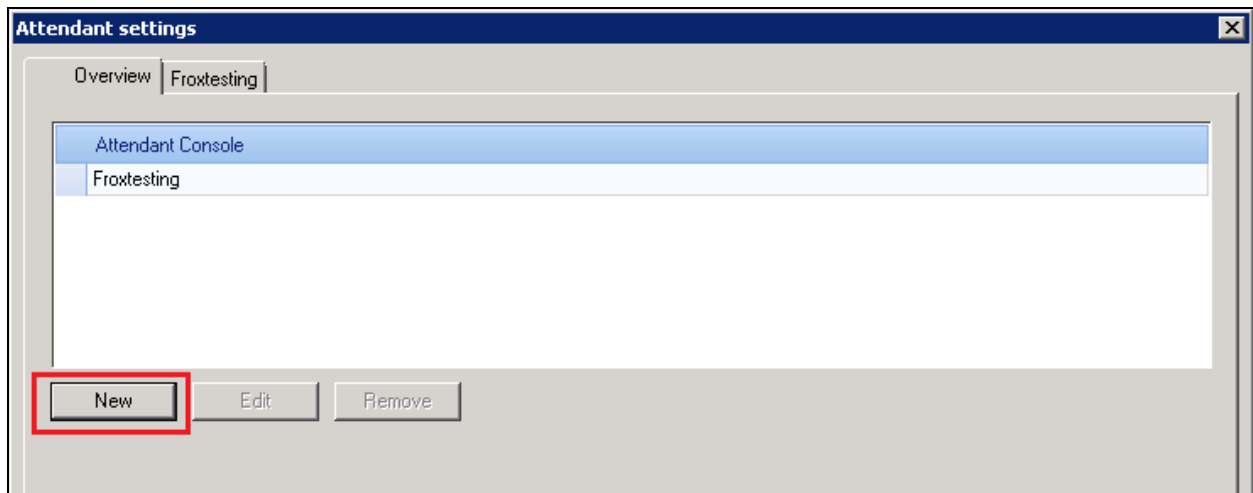 Attendant settings
Overview Froxtesting
Attendant Console
Froxtesting
New Edit Remove